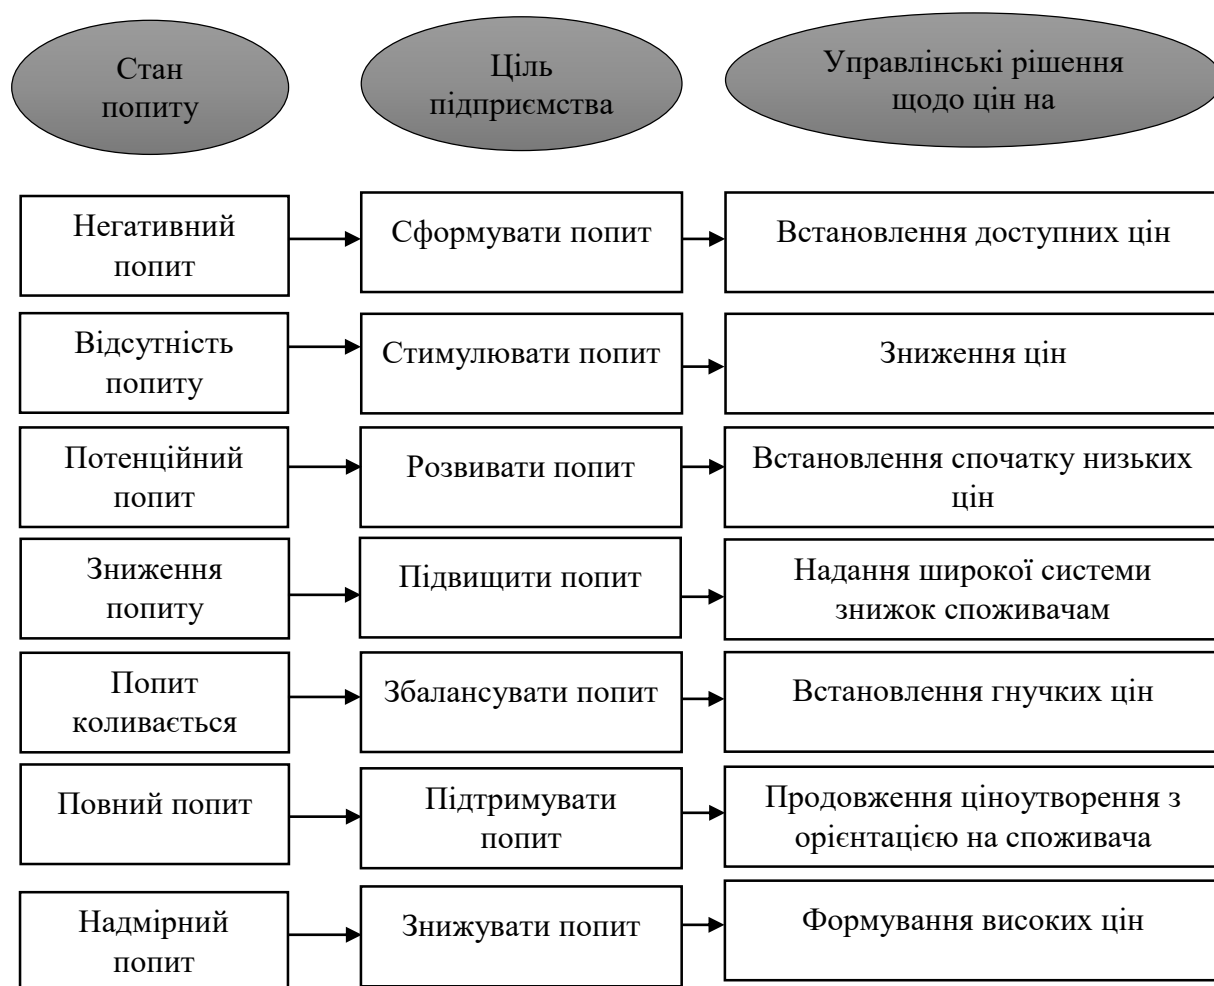 Стан
попиту
Ціль
підприємства
Управлінські рішення
щодо цін на
Негативний
попит
Сформувати попит
Встановлення доступних цін
Відсутність
попиту
Стимулювати попит
Зниження цін
Потенційний
попит
Розвивати попит
Встановлення спочатку низьких
цін
Зниження
попиту
Підвищити попит
Надання широкої системи
знижок споживачам
Попит
коливається
Збалансувати попит
Встановлення гнучких цін
Повний попит
Підтримувати
попит
Продовження ціноутворення з
орієнтацією на споживача
Надмірний
попит
Знижувати попит
Формування високих цін